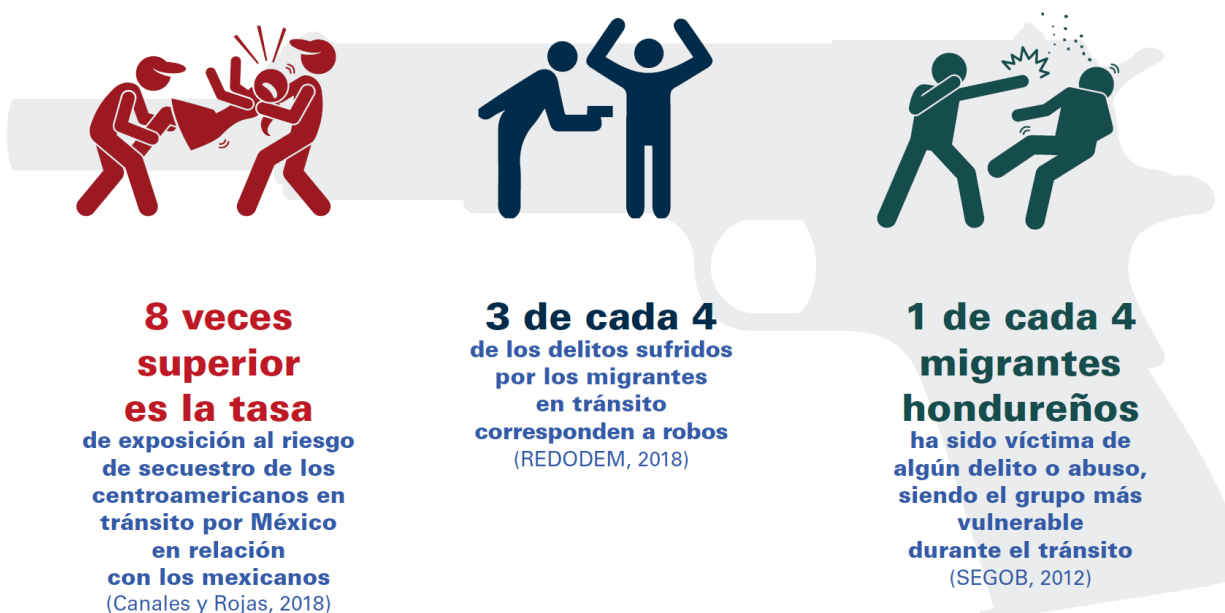 8 veces
superior
es la tasa
de exposición al riesgo
de secuestro de los
centroamericanos en
tránsito por México
en relación
con los mexicanos
(Canales y Rojas, 2018)
3 de cada 4
de los delitos sufridos
por los migrantes
en tránsito
corresponden a robos
(REDODEM, 2018)
1 de cada 4
migrantes
hondureños
ha sido víctima de
algún delito o abuso,
siendo el grupo más
vulnerable
durante el tránsito
(SEGOB, 2012)